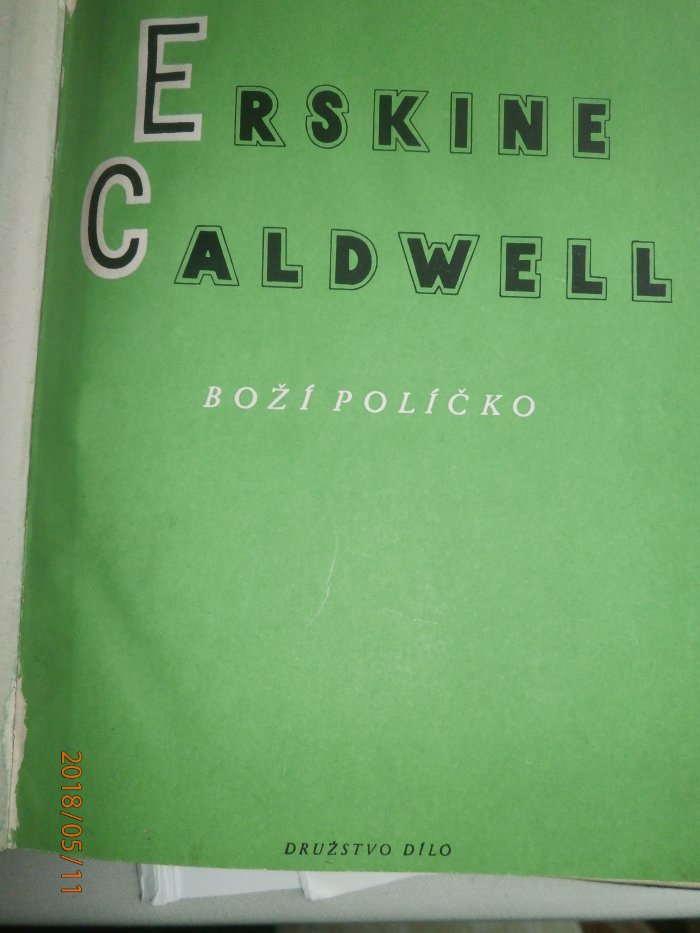 ERSKINE
CALDWELL
BOŽÍ POLÍČKO
DRUŽSTVO DÍLO
2018/05/11